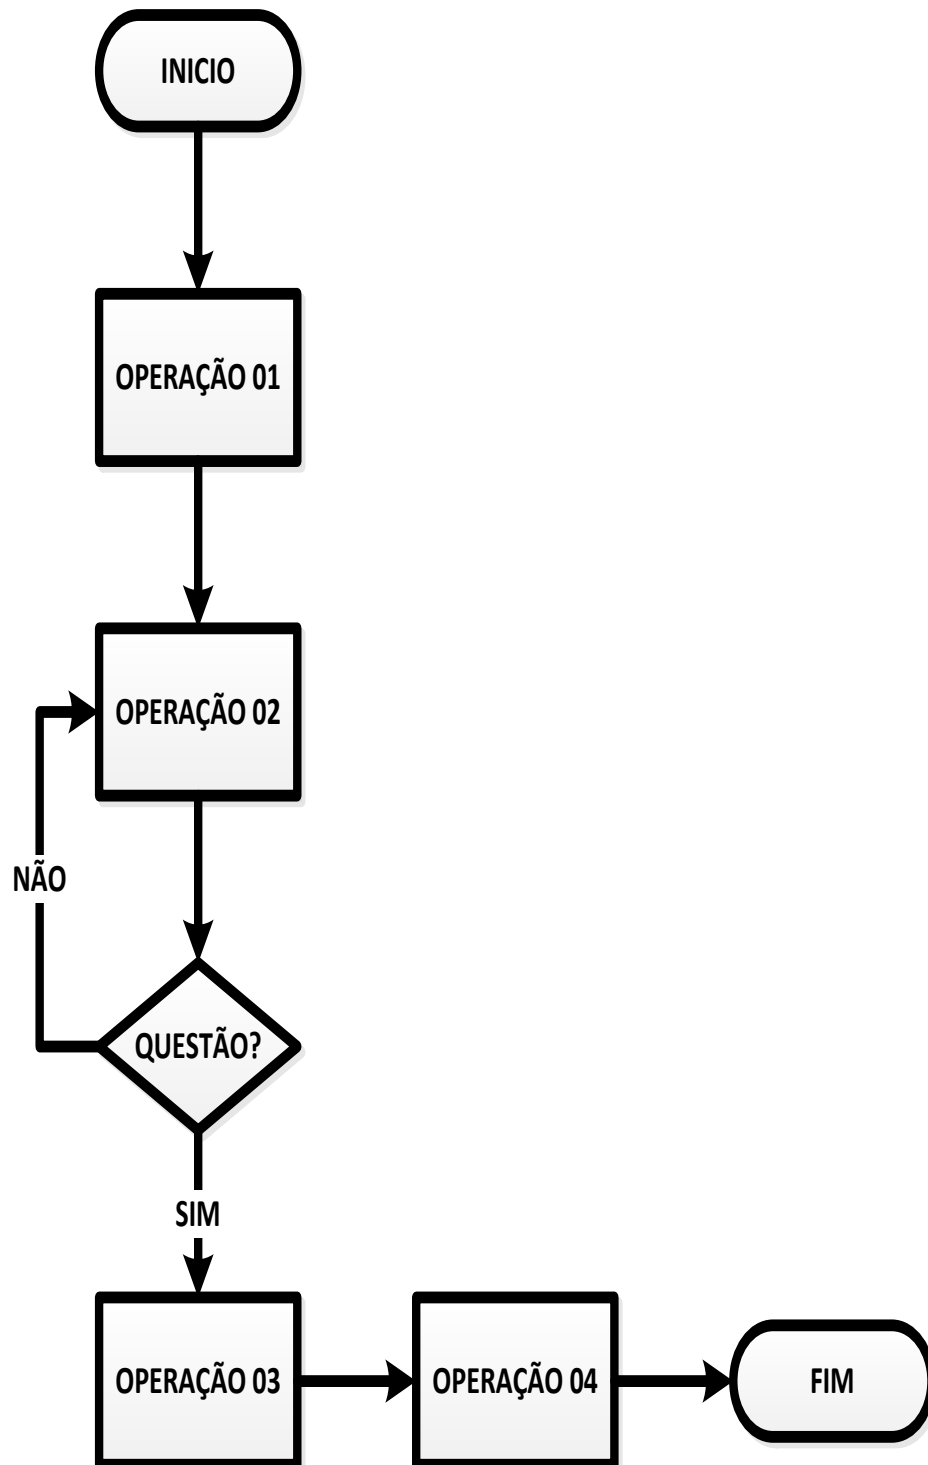 INICIO
OPERAÇÃO 01
OPERAÇÃO 02
NÃO
QUESTÃO?
SIM
OPERAÇÃO 03
OPERAÇÃO 04
FIM